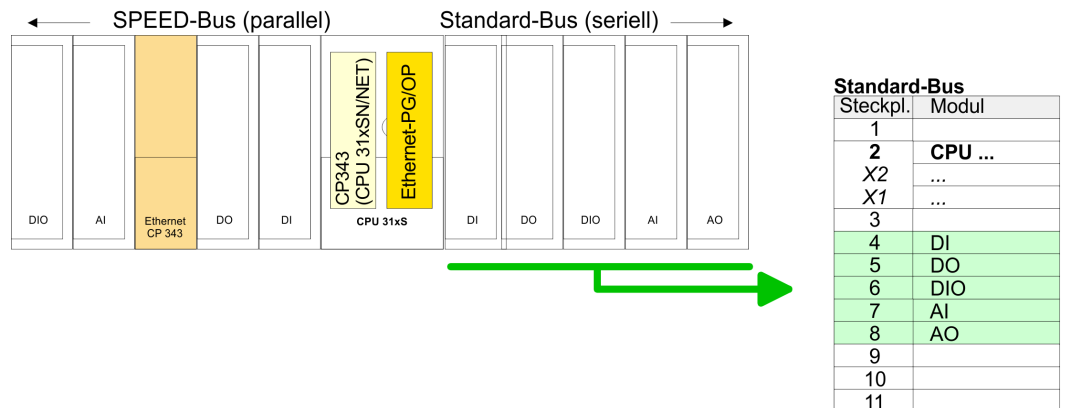 SPEED-Bus (parallel)
Standard-Bus (seriell)
CP343
(CPU 31xSN/NET)
Ethernet-PG/OP
DIO
AI
Ethernet
CP 343
DO
DI
CPU 31xS
DI
DO
DIO
AI
AO
Standard-Bus
Steckpl. Modul
1
2 CPU ...
X2 ...
X1 ...
3
4 DI
5 DO
6 DIO
7 AI
8 AO
9
10
11